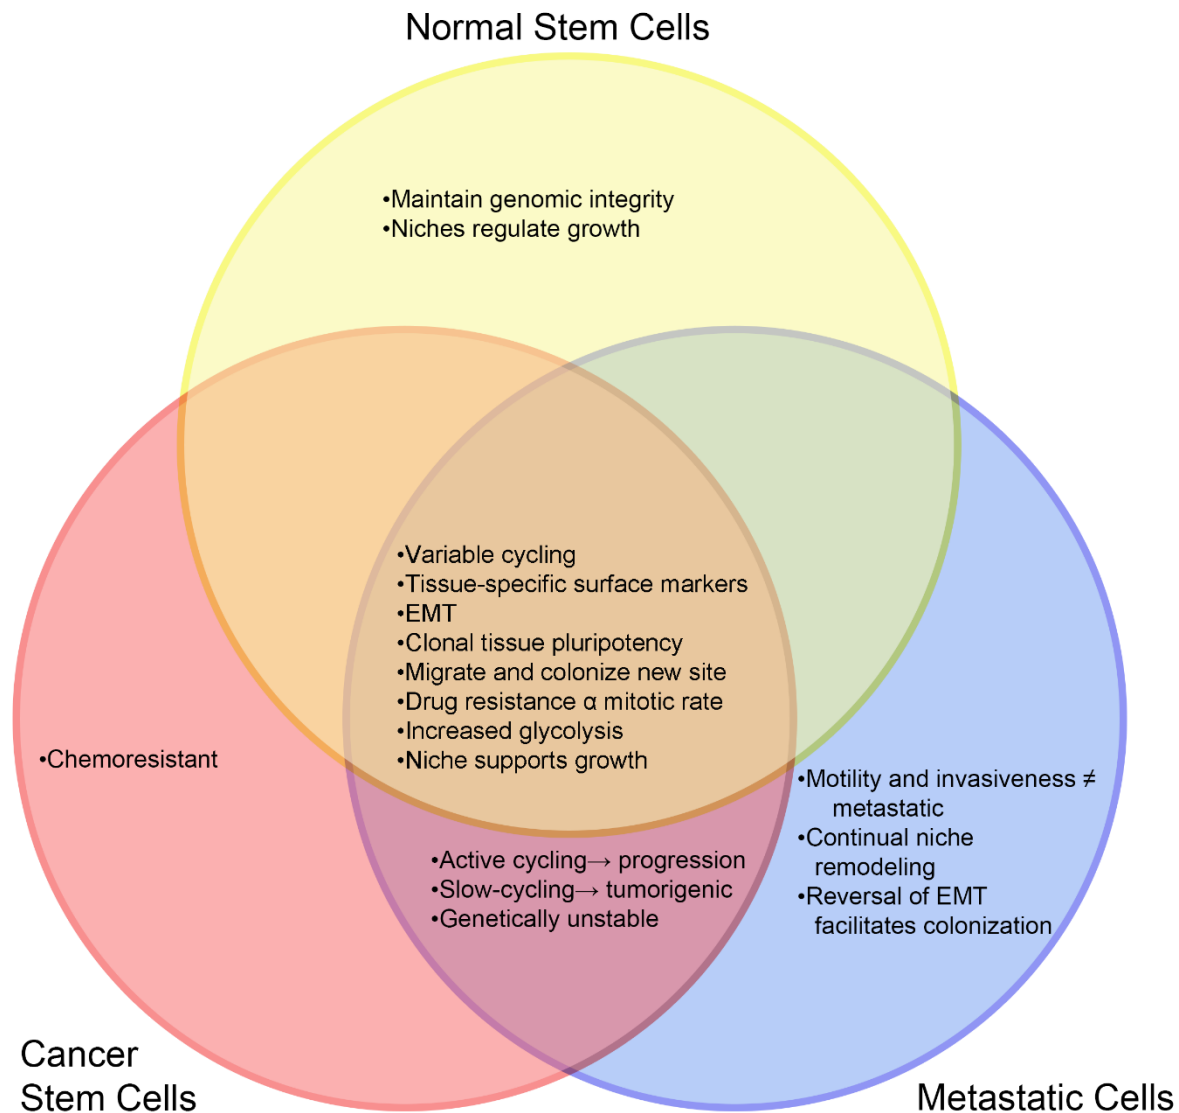 Normal Stem Cells
•Maintain genomic integrity
•Niches regulate growth
•Variable cycling
•Tissue-specific surface markers
•EMT
•Clonal tissue pluripotency
•Migrate and colonize new site
•Drug resistance α mitotic rate
•Increased glycolysis
•Niche supports growth
•Chemoresistant
•Motility and invasiveness ≠
metastatic
•Continual niche
remodeling
•Reversal of EMT
facilitates colonization
•Active cycling→ progression
•Slow-cycling→ tumorigenic
•Genetically unstable
Cancer
Stem Cells
Metastatic Cells